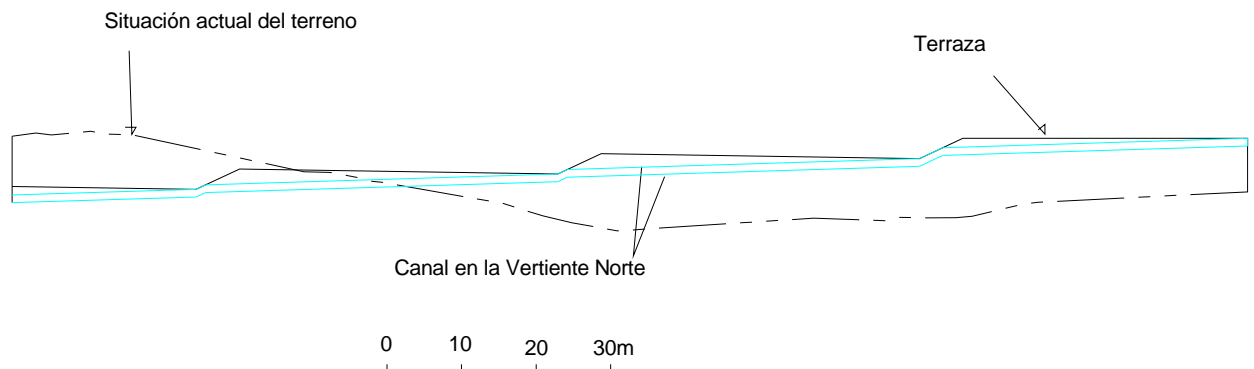 Situación actual del terreno
Terraza
Canal en la Vertiente Norte
0 10 20 30m